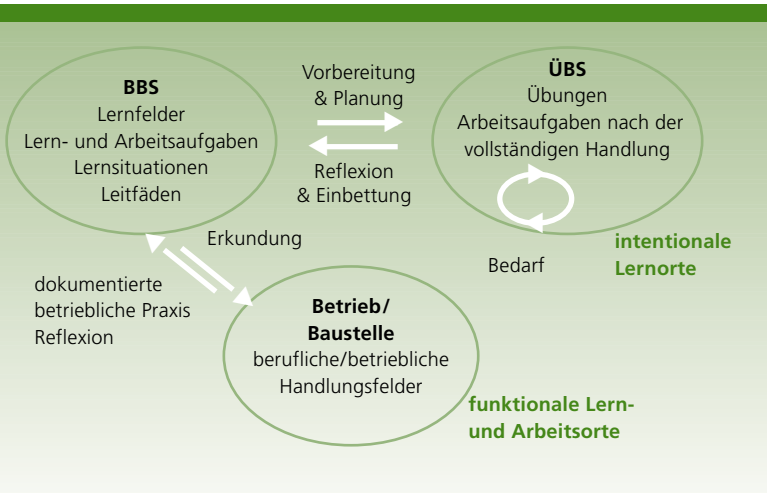 BBS
Lernfelder
Lern- und Arbeitsaufgaben
Lernsituationen
Leitfäden
Vorbereitung
& Planung
Reflexion
& Einbettung
ÜBS
Übungen
Arbeitsaufgaben nach der
vollständigen Handlung
intentionale
Lernorte
Bedarf
Erkundung
dokumentierte
betriebliche Praxis
Reflexion
Betrieb/
Baustelle
berufliche/betriebliche
Handlungsfelder
funktionale Lern-
und Arbeitsorte